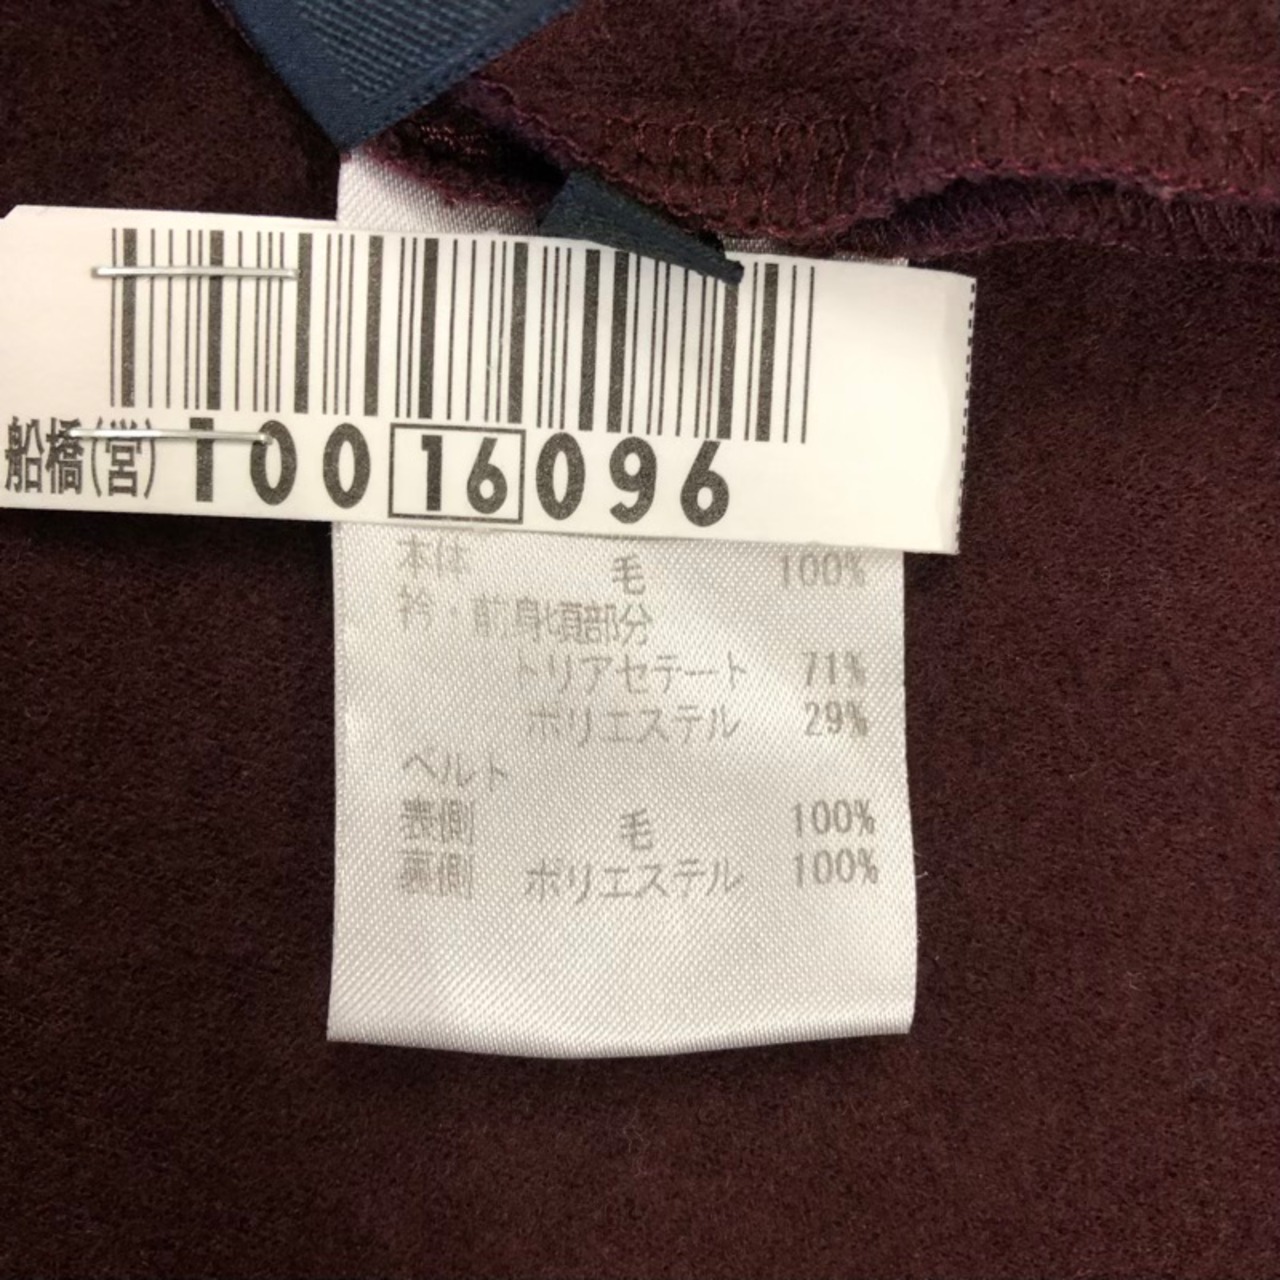 船橋(営) 10016096
本体 毛 100%
衿・前身頃部分
トリアセテート 71%
ポリエステル 29%
ベルト
表側 毛 100%
裏側 ポリエステル 100%